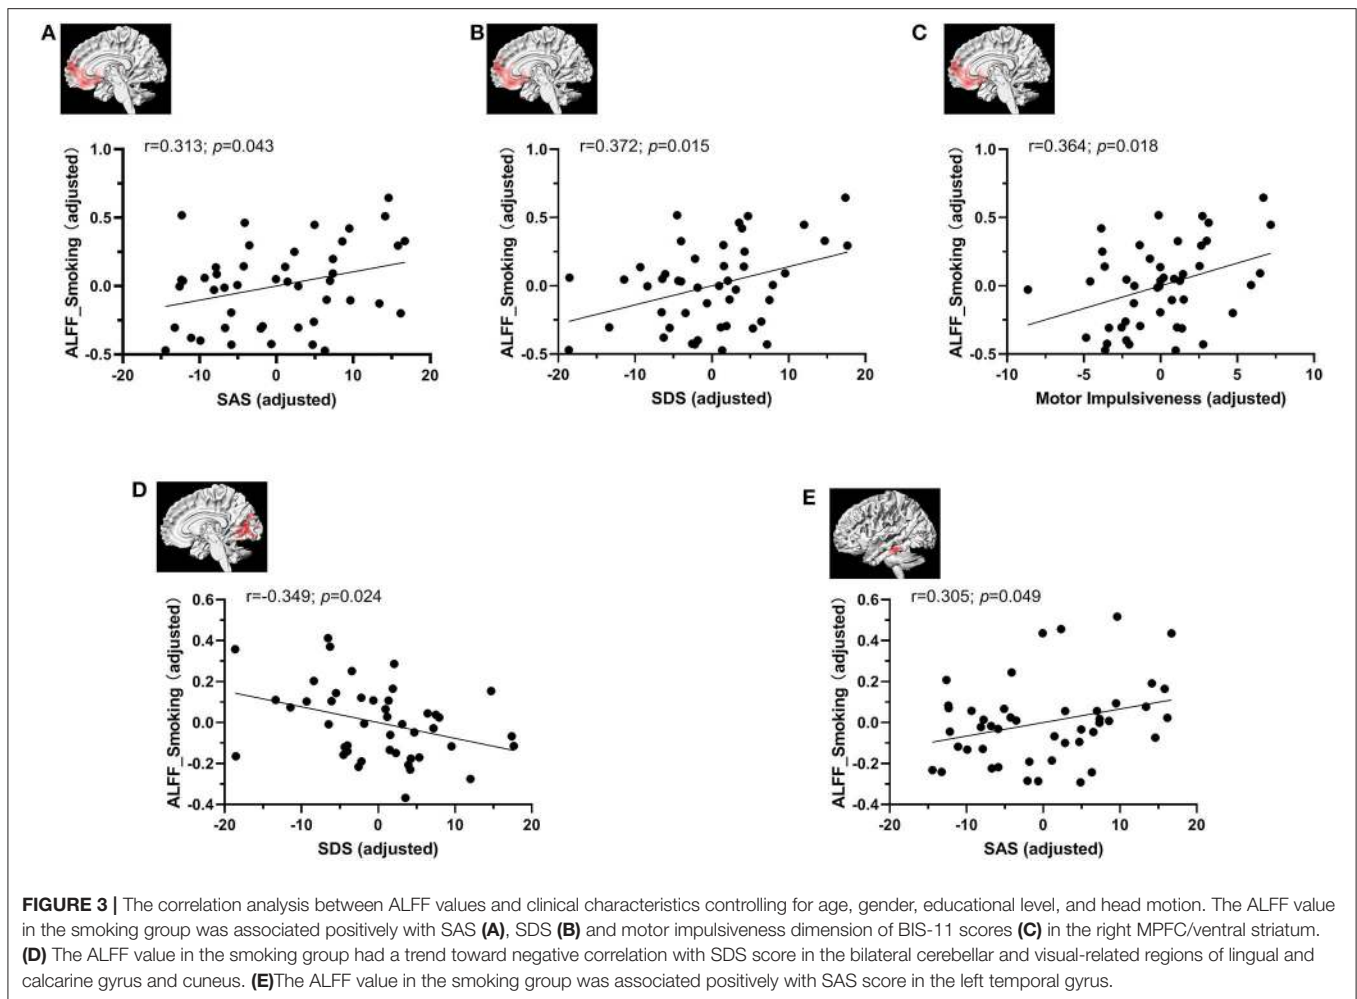 A
B
C
r=0.313; p=0.043
r=0.372; p=0.015
r=0.364; p=0.018
ALFF_Smoking (adjusted)
1.0
0.5
0.0
-0.5
-20
-10
0
10
20
SAS (adjusted)
ALFF_Smoking (adjusted)
1.0
0.5
0.0
-0.5
-20
-10
0
10
20
SDS (adjusted)
ALFF_Smoking (adjusted)
1.0
0.5
0.0
-0.5
-10
-5
0
5
10
Motor Impulsiveness (adjusted)
D
r=-0.349; p=0.024
ALFF_Smoking (adjusted)
0.6
0.4
0.2
0.0
-0.2
-0.4
-20
-10
0
10
20
SDS (adjusted)
E
r=0.305; p=0.049
ALFF_Smoking (adjusted)
0.6
0.4
0.2
0.0
-0.2
-0.4
-20
-10
0
10
20
SAS (adjusted)
FIGURE 3 | The correlation analysis between ALFF values and clinical characteristics controlling for age, gender, educational level, and head motion. The ALFF value
in the smoking group was associated positively with SAS (A), SDS (B) and motor impulsiveness dimension of BIS-11 scores (C) in the right MPFC/ventral striatum.
(D) The ALFF value in the smoking group had a trend toward negative correlation with SDS score in the bilateral cerebellar and visual-related regions of lingual and
calcarine gyrus and cuneus. (E)The ALFF value in the smoking group was associated positively with SAS score in the left temporal gyrus.